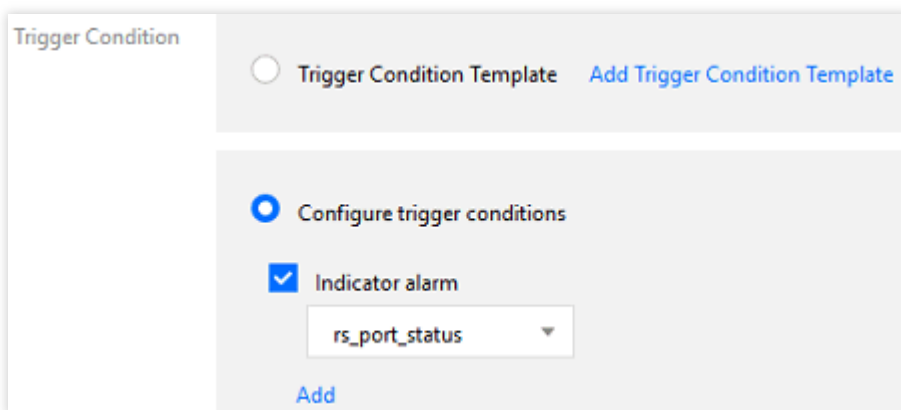 Trigger Condition
Trigger Condition Template Add Trigger Condition Template
Configure trigger conditions
Indicator alarm
rs_port_status
Add